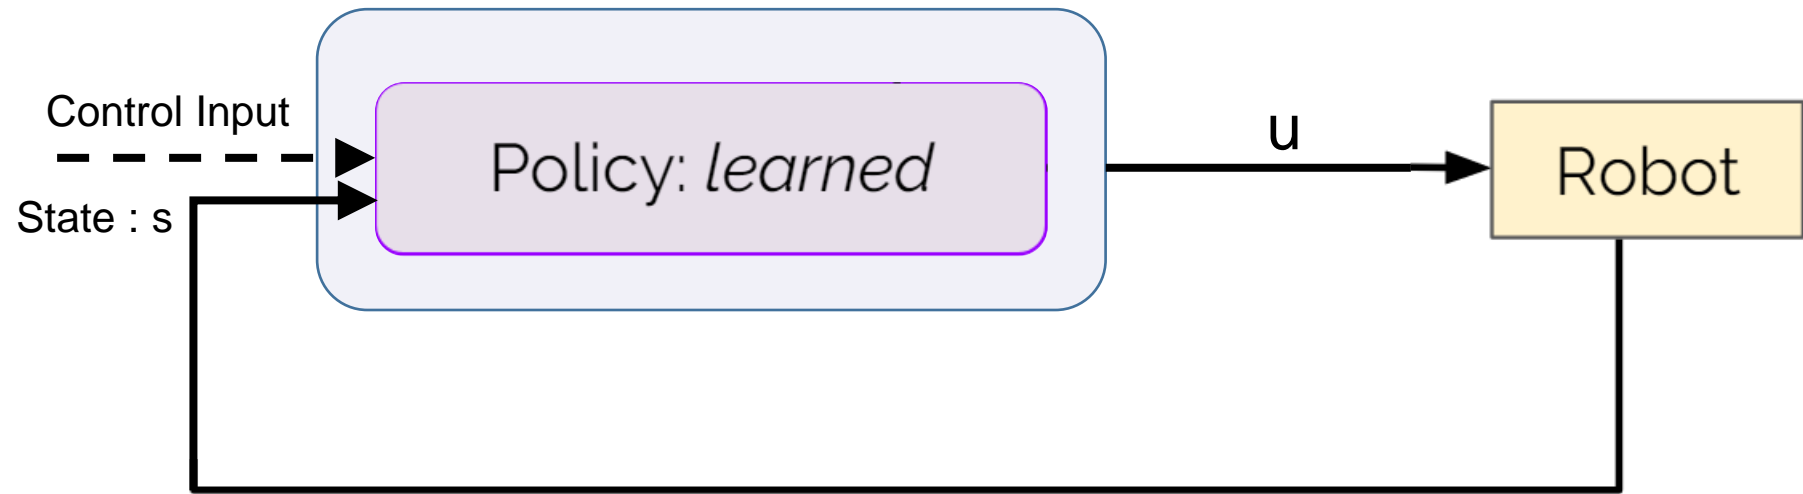 Control Input
State : s
Policy: learned
u
Robot